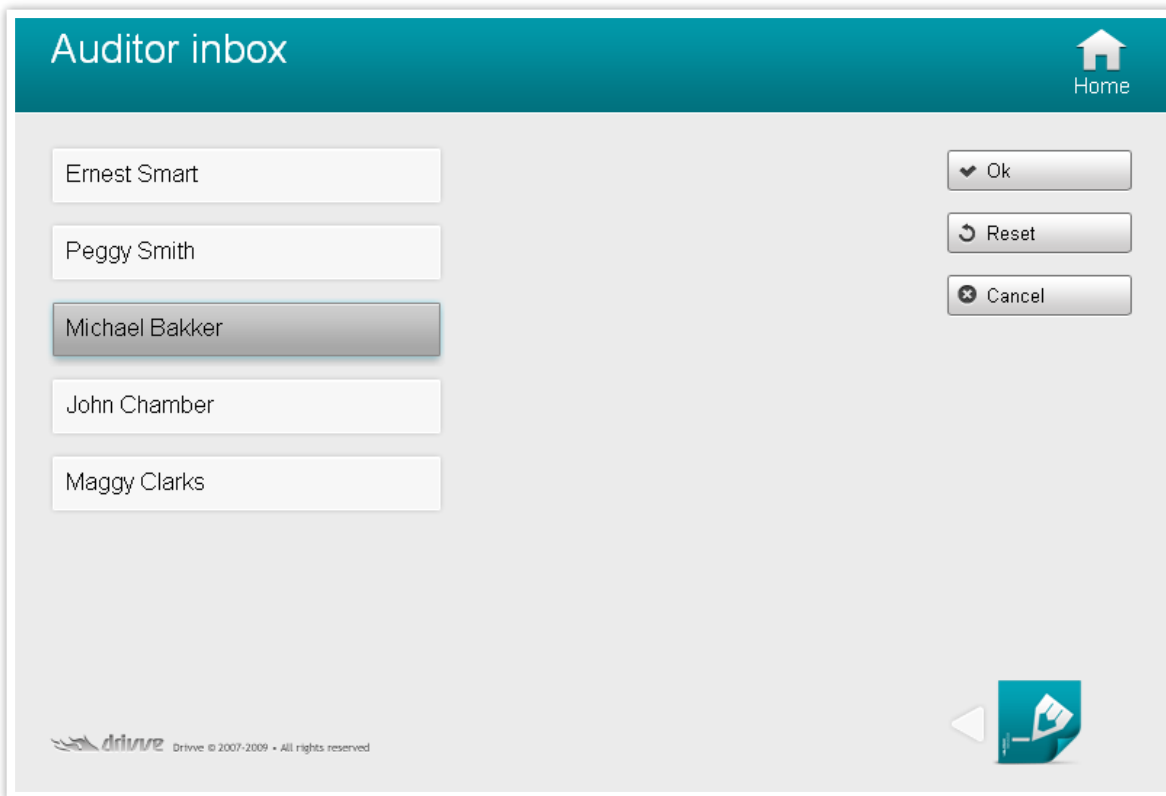 Auditor inbox
Home
Ernest Smart
Peggy Smith
Michael Bakker
John Chamber
Maggy Clarks
Ok
Reset
Cancel
drivve Drivve © 2007-2009 • All rights reserved